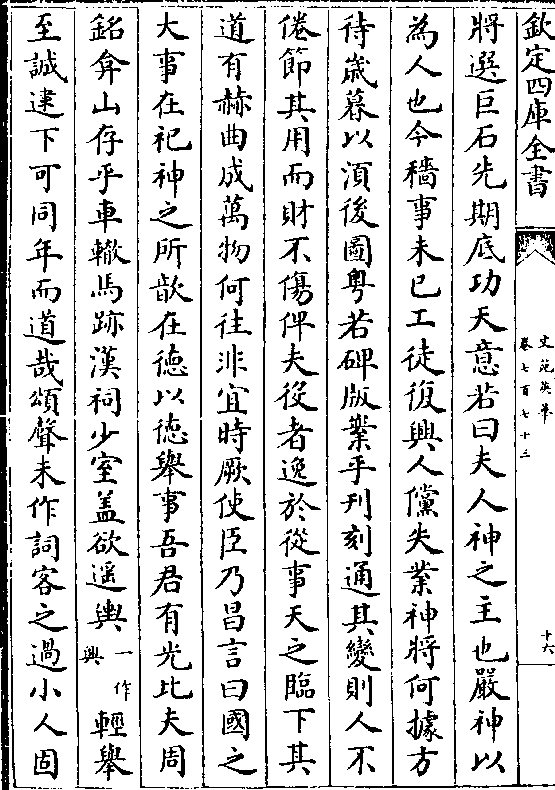 欽定四庫全書
文苑英華
卷七百七十二
十六
將選巨石先期底功天意若曰夫人神之主也嚴神以
為人也今穡事未已工徒復興人儻失業神將何據方
待歲暮以湏後圖粵若碑版業乎刊刻通其變則人不
倦節其用而財不傷俾夫役者逸於從事天之臨下其
道有赫曲成萬物何往非宜時厥使臣乃昌言曰國之
大事在祀神之所歆在德以德舉事吾君有光比夫周
銘弇山存乎車轍馬跡漢祠少室盖欲遥輿一作輿輕舉
至誠逮下可同年而道哉頌聲未作詞客之過小人固